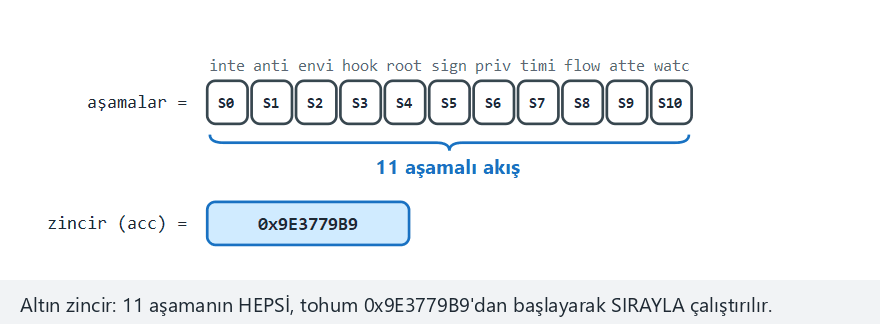 inte anti envi hook root sign priv timi flow atte watc
aşamalar = S0 S1 S2 S3 S4 S5 S6 S7 S8 S9 S10
11 aşamalı akış
zincir (acc) = 0x9E3779B9
Altın zincir: 11 aşamanın HEPSİ, tohum 0x9E3779B9'dan başlayarak SIRAYLA çalıştırılır.